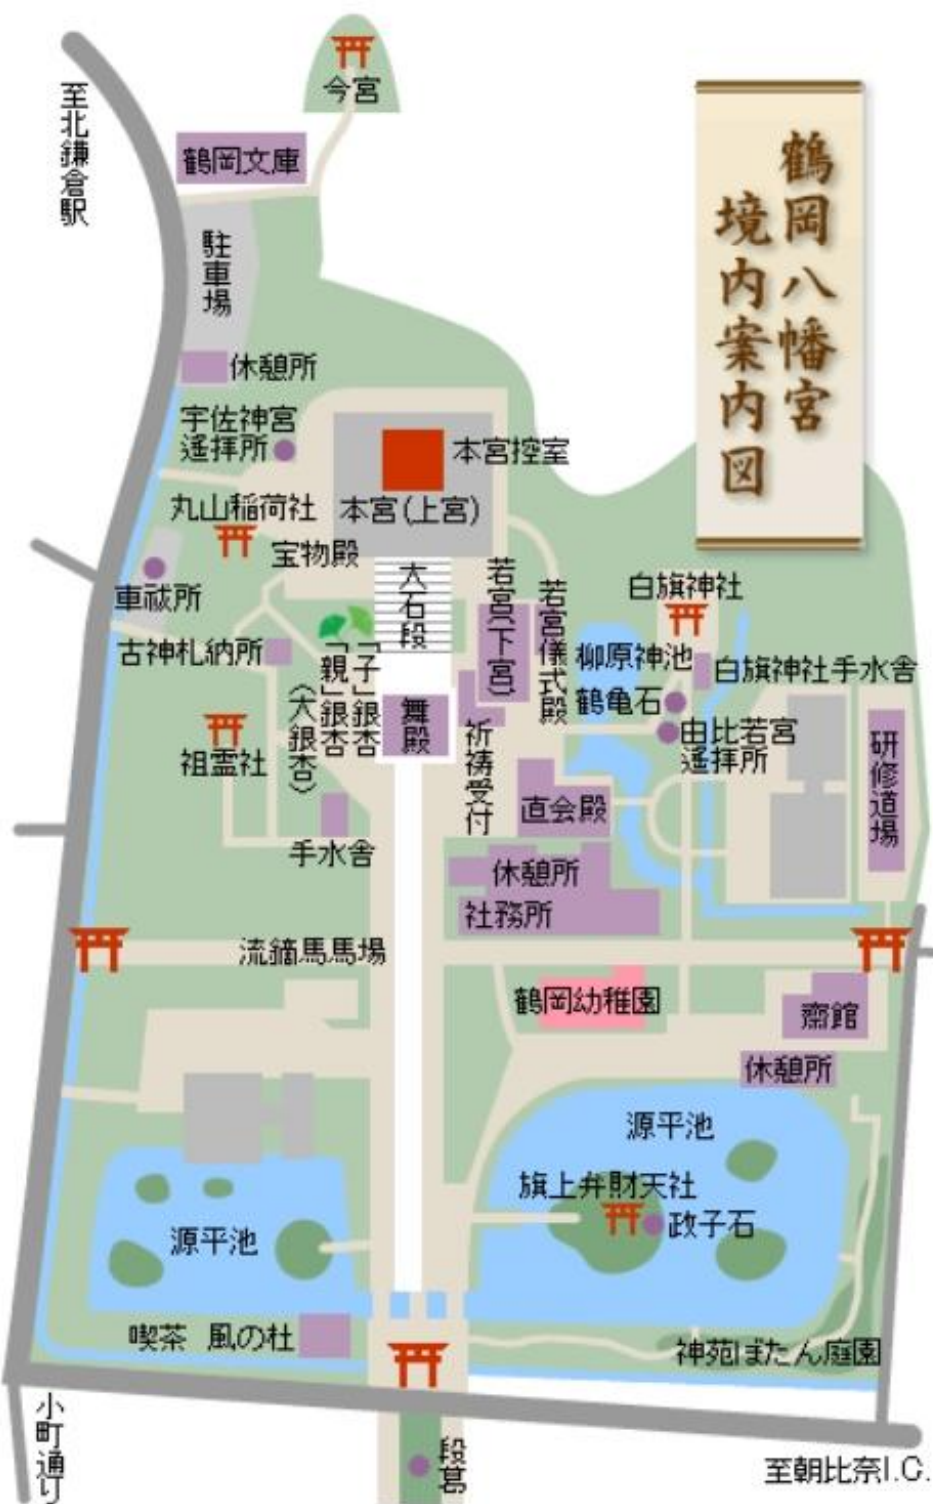 鶴岡八幡宮
境内案内図
今宮
至北鎌倉駅
鶴岡文庫
駐車場
休憩所
宇佐神宮
遙拝所
本宮控室
本宮(上宮)
丸山稲荷社
宝物殿
車祓所
大石段
若宮(下宮)
若宮儀式殿
白旗神社
古神札納所
「子」銀杏
「親」銀杏
(大銀杏)
柳原神池
白旗神社手水舎
鶴亀石
由比若宮
遙拝所
舞殿
祈祷受付
祖霊社
研修道場
直会殿
手水舎
休憩所
社務所
流鏑馬馬場
鶴岡幼稚園
齋館
休憩所
源平池
旗上弁財天社
政子石
源平池
喫茶 風の杜
神苑ぼたん庭園
小町通り
段葛
至朝比奈I.C.